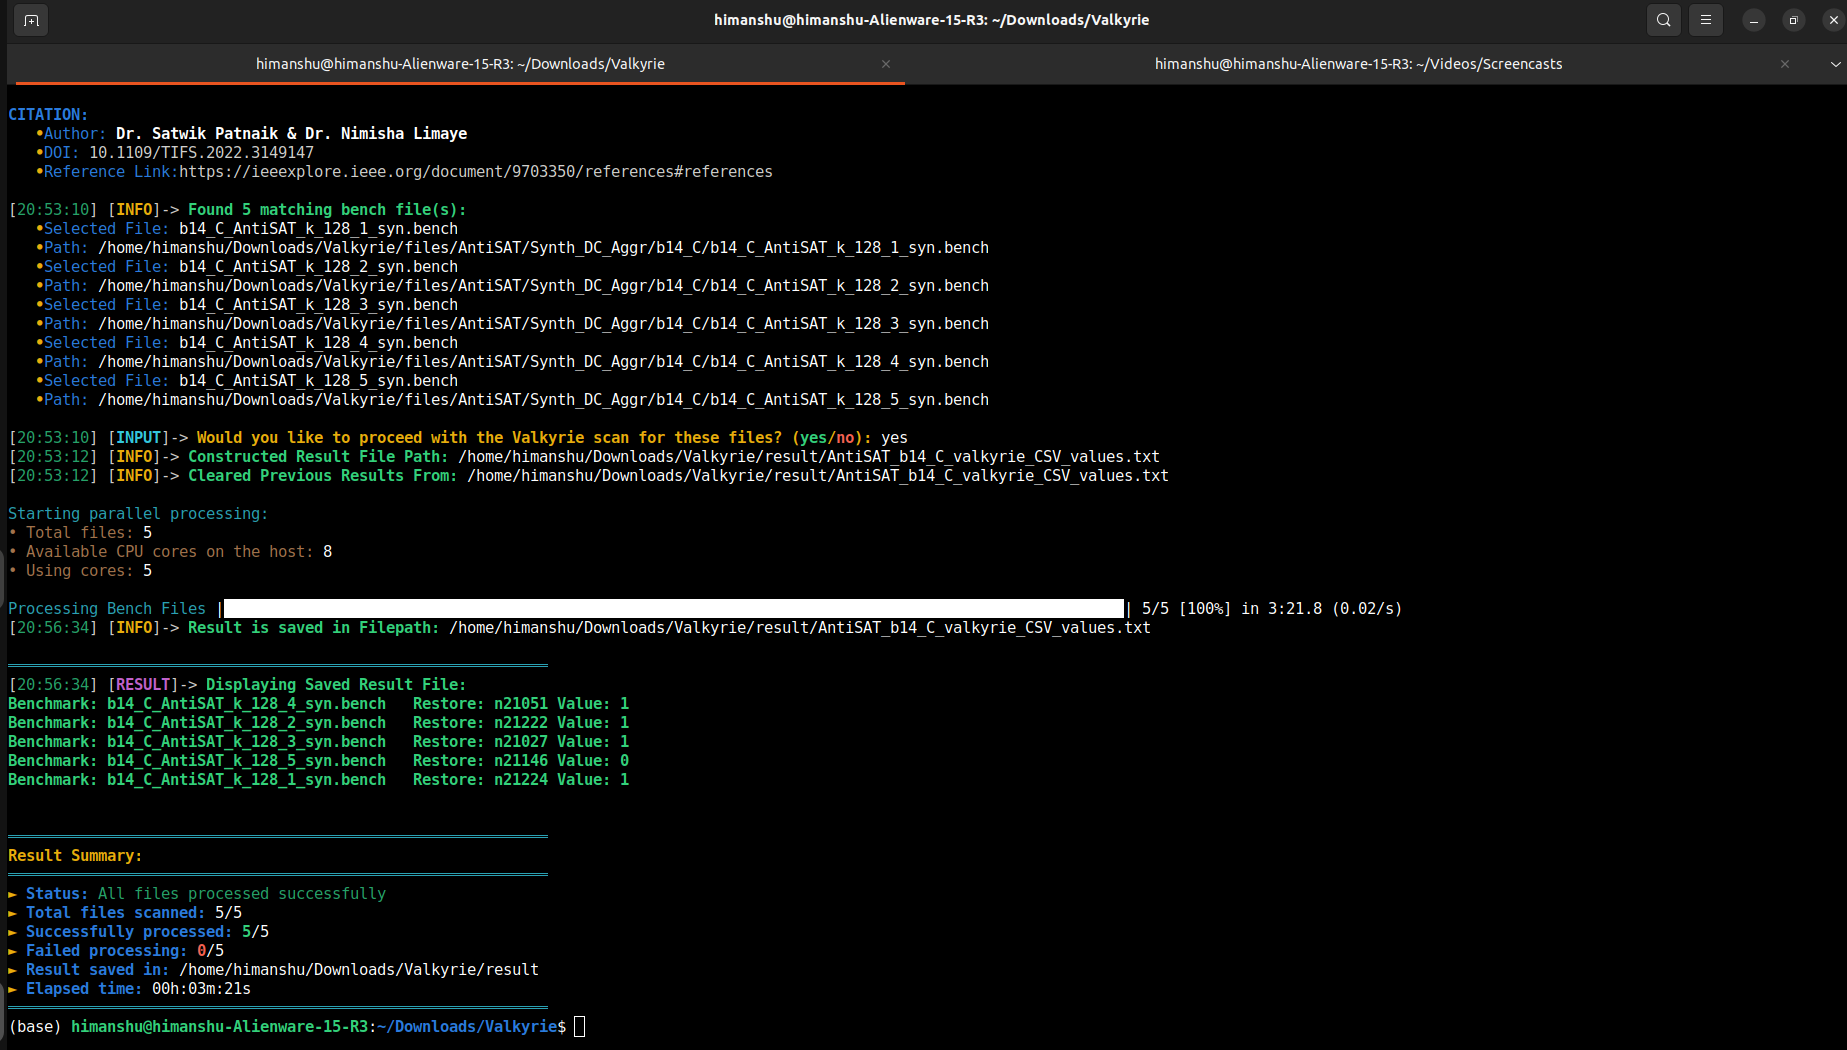 himanshu@himanshu-Alienware-15-R3: ~/Downloads/Valkyrie
himanshu@himanshu-Alienware-15-R3: ~/Downloads/Valkyrie
himanshu@himanshu-Alienware-15-R3: ~/Videos/Screencasts
CITATION:
•Author: Dr. Satwik Patnaik & Dr. Nimisha Limaye
•DOI: 10.1109/TIFS.2022.3149147
•Reference Link:https://ieeexplore.ieee.org/document/9703350/references#references
[20:53:10] [INFO]-> Found 5 matching bench file(s):
•Selected File: b14_C_AntiSAT_k_128_1_syn.bench
•Path: /home/himanshu/Downloads/Valkyrie/files/AntiSAT/Synth_DC_Aggr/b14_C/b14_C_AntiSAT_k_128_1_syn.bench
•Selected File: b14_C_AntiSAT_k_128_2_syn.bench
•Path: /home/himanshu/Downloads/Valkyrie/files/AntiSAT/Synth_DC_Aggr/b14_C/b14_C_AntiSAT_k_128_2_syn.bench
•Selected File: b14_C_AntiSAT_k_128_3_syn.bench
•Path: /home/himanshu/Downloads/Valkyrie/files/AntiSAT/Synth_DC_Aggr/b14_C/b14_C_AntiSAT_k_128_3_syn.bench
•Selected File: b14_C_AntiSAT_k_128_4_syn.bench
•Path: /home/himanshu/Downloads/Valkyrie/files/AntiSAT/Synth_DC_Aggr/b14_C/b14_C_AntiSAT_k_128_4_syn.bench
•Selected File: b14_C_AntiSAT_k_128_5_syn.bench
•Path: /home/himanshu/Downloads/Valkyrie/files/AntiSAT/Synth_DC_Aggr/b14_C/b14_C_AntiSAT_k_128_5_syn.bench
[20:53:10] [INPUT]-> Would you like to proceed with the Valkyrie scan for these files? (yes/no): yes
[20:53:12] [INFO]-> Constructed Result File Path: /home/himanshu/Downloads/Valkyrie/result/AntiSAT_b14_C_valkyrie_CSV_values.txt
[20:53:12] [INFO]-> Cleared Previous Results From: /home/himanshu/Downloads/Valkyrie/result/AntiSAT_b14_C_valkyrie_CSV_values.txt
Starting parallel processing:
• Total files: 5
• Available CPU cores on the host: 8
• Using cores: 5
Processing Bench Files | | 5/5 [100%] in 3:21.8 (0.02/s)
[20:56:34] [INFO]-> Result is saved in Filepath: /home/himanshu/Downloads/Valkyrie/result/AntiSAT_b14_C_valkyrie_CSV_values.txt
[20:56:34] [RESULT]-> Displaying Saved Result File:
Benchmark: b14_C_AntiSAT_k_128_4_syn.bench   Restore: n21051 Value: 1
Benchmark: b14_C_AntiSAT_k_128_2_syn.bench   Restore: n21222 Value: 1
Benchmark: b14_C_AntiSAT_k_128_3_syn.bench   Restore: n21027 Value: 1
Benchmark: b14_C_AntiSAT_k_128_5_syn.bench   Restore: n21146 Value: 0
Benchmark: b14_C_AntiSAT_k_128_1_syn.bench   Restore: n21224 Value: 1
Result Summary:
► Status: All files processed successfully
► Total files scanned: 5/5
► Successfully processed: 5/5
► Failed processing: 0/5
► Result saved in: /home/himanshu/Downloads/Valkyrie/result
► Elapsed time: 00h:03m:21s
(base) himanshu@himanshu-Alienware-15-R3:~/Downloads/Valkyrie$